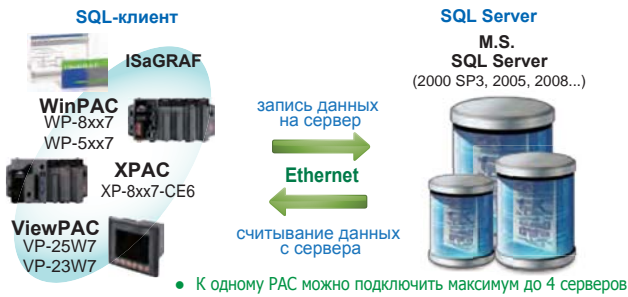 SQL-клиент
ISaGRAF
WinPAC
WP-8xx7
WP-5xx7
XPAC
XP-8xx7-CE6
ViewPAC
VP-25W7
VP-23W7
запись данных
на сервер
Ethernet
считывание данных
с сервера
SQL Server
M.S.
SQL Server
(2000 SP3, 2005, 2008...)
• К одному PAC можно подключить максимум до 4 серверов